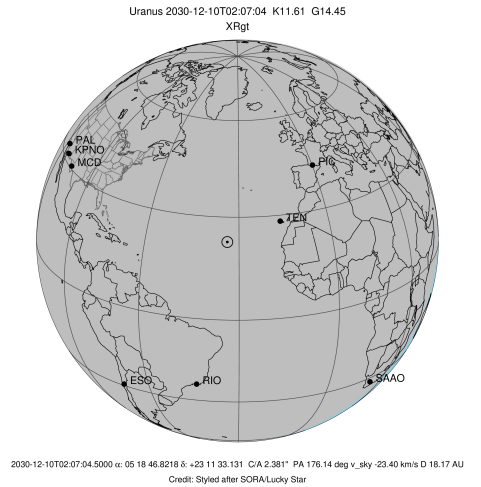 Uranus 2030-12-10T02:07:04 K11.61 G14.45
XRgt
PAL
KPNO
MCD
PIC
TEN
ESO
RIO
SAAO
2030-12-10T02:07:04.5000 α: 05 18 46.8218 δ: +23 11 33.131 C/A 2.381" PA 176.14 deg v_sky -23.40 km/s D 18.17 AU
Credit: Styled after SORA/Lucky Star